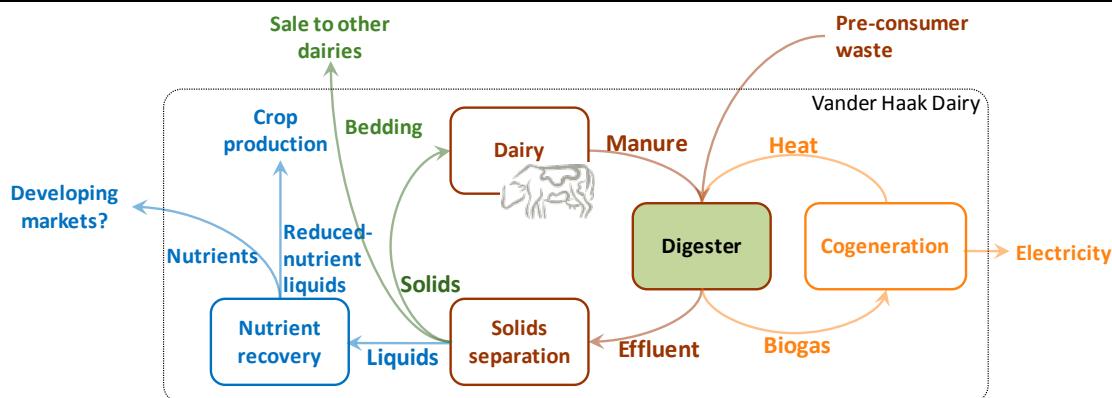 Sale to other
dairies
Pre-consumer
waste
Vander Haak Dairy
Crop
production
Bedding
Dairy
Manure
Heat
Developing
markets?
Nutrients
Reduced-
nutrient
liquids
Solids
Digester
Cogeneration
Electricity
Nutrient
recovery
Liquids
Solids
separation
Effluent
Biogas